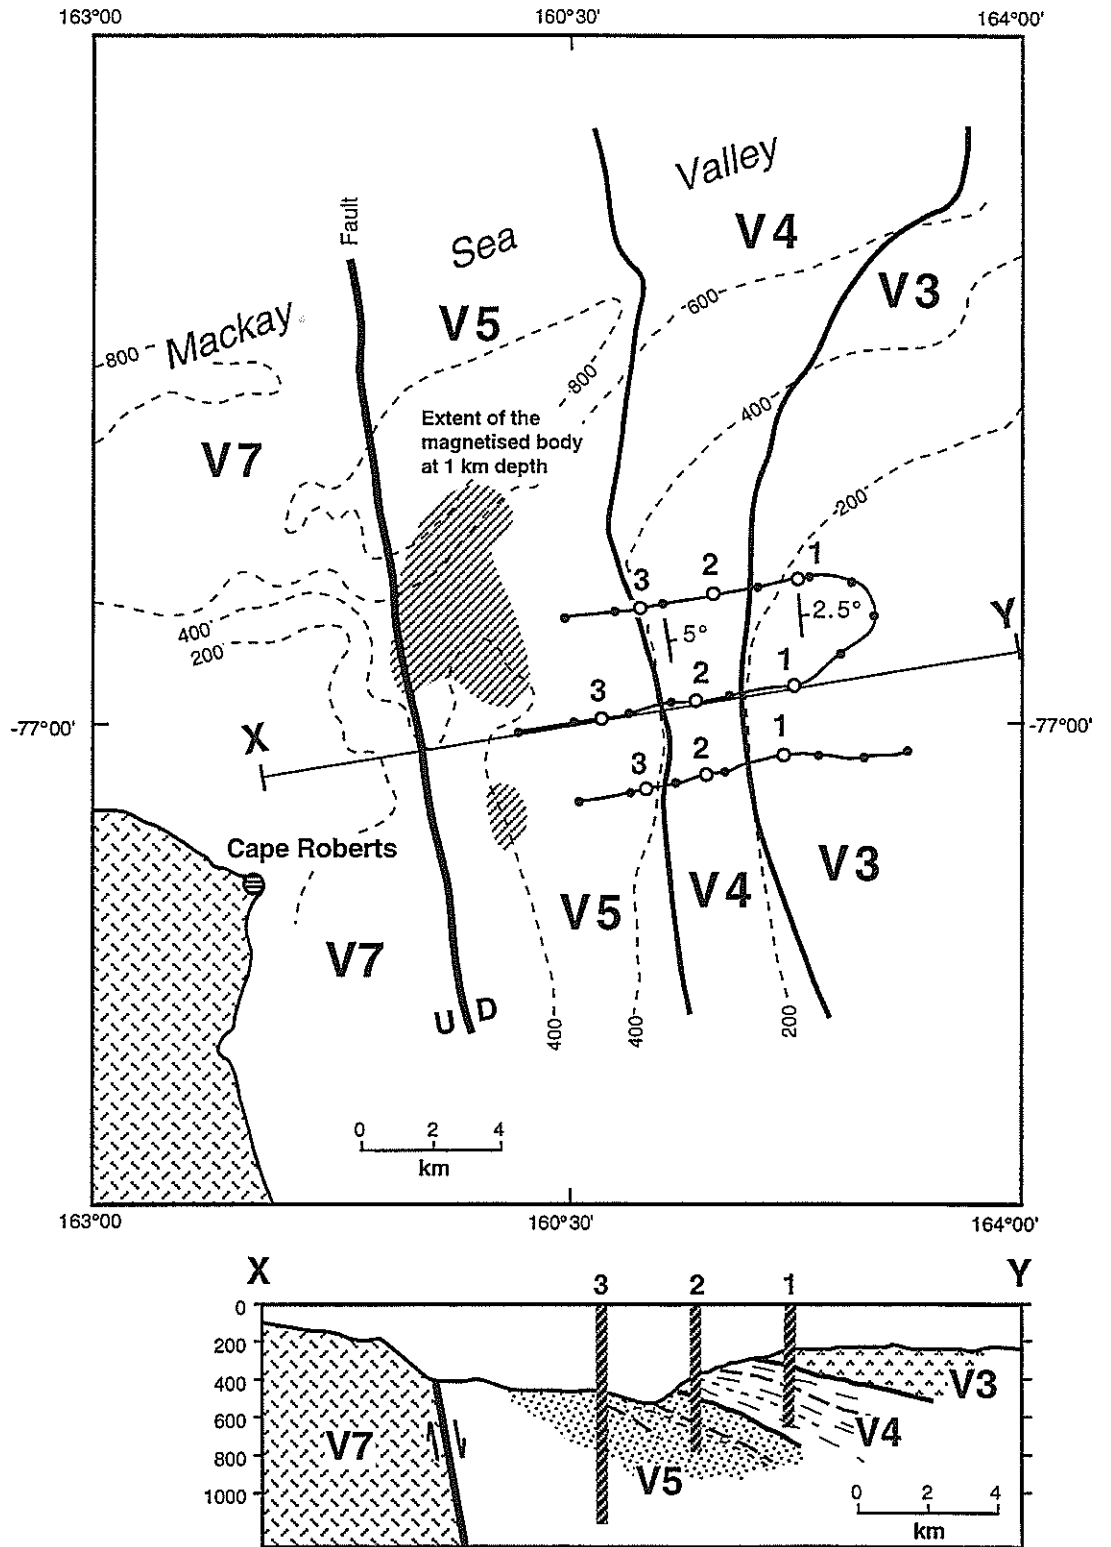 163°00
160°30'
164°00'
Valley
Fault
Sea
V4
V3
V5
600
Mackay
800
800
400
Extent of the
magnetised body
at 1 km depth
V7
200
1
2
3
2.5°
Y
400
5°
200
1
2
3
-77°00'
-77°00'
X
1
2
3
Cape Roberts
V3
V4
V5
V7
U D
400
400
200
0 2 4
km
163°00
160°30'
164°00'
X
Y
3 2 1
0
200
400
600
800
1000
V3
V4
V7
V5
0 2 4
km